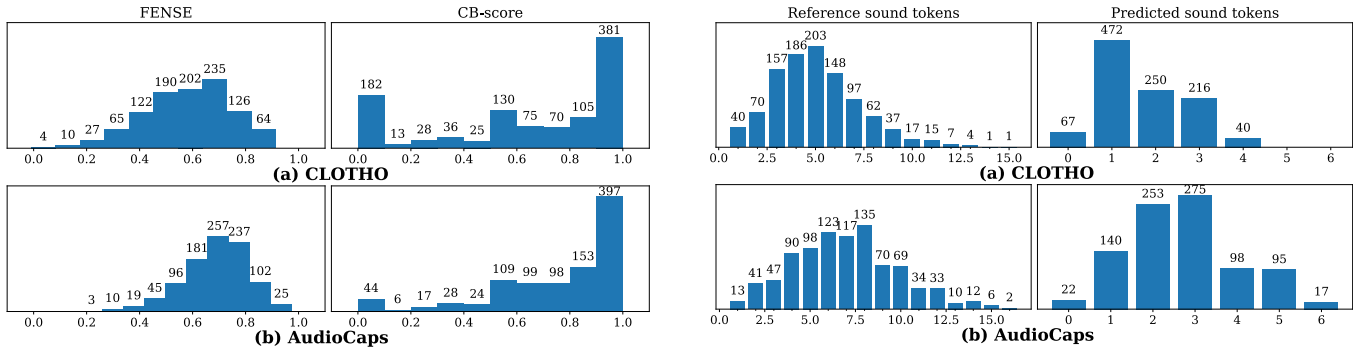 FENSE CB-score Reference sound tokens Predicted sound tokens
4 10 27 65 122 190 202 235 126 64
182 13 28 36 25 130 75 70 105 381
40 70 157 186 203 148 97 62 37 17 15 7 4 1 1
67 472 250 216 40
0.0 0.2 0.4 0.6 0.8 1.0 0.0 0.2 0.4 0.6 0.8 1.0 2.5 5.0 7.5 10.0 12.5 15.0 0 1 2 3 4 5 6
(a) CLOTHO (a) CLOTHO
3 10 19 45 96 181 257 237 102 25
44 6 17 28 24 109 99 98 153 397
13 41 47 90 98 123 117 135 70 69 34 33 10 12 6 2
22 140 253 275 98 95 17
0.0 0.2 0.4 0.6 0.8 1.0 0.0 0.2 0.4 0.6 0.8 1.0 0.0 2.5 5.0 7.5 10.0 12.5 15.0 0 1 2 3 4 5 6
(b) AudioCaps (b) AudioCaps